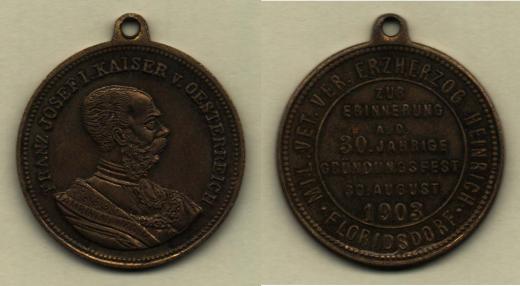 FRANZ JOSEF I. KAISER V. OESTERREICH
MIL. VET. VER. ERZHERZOG HEINRICH
ZUR
ERINNERUNG
A. D.
30. JÄHRIGE
GRÜNDUNGSFEST
30. AUGUST
1903
• FLORIDSDORF •